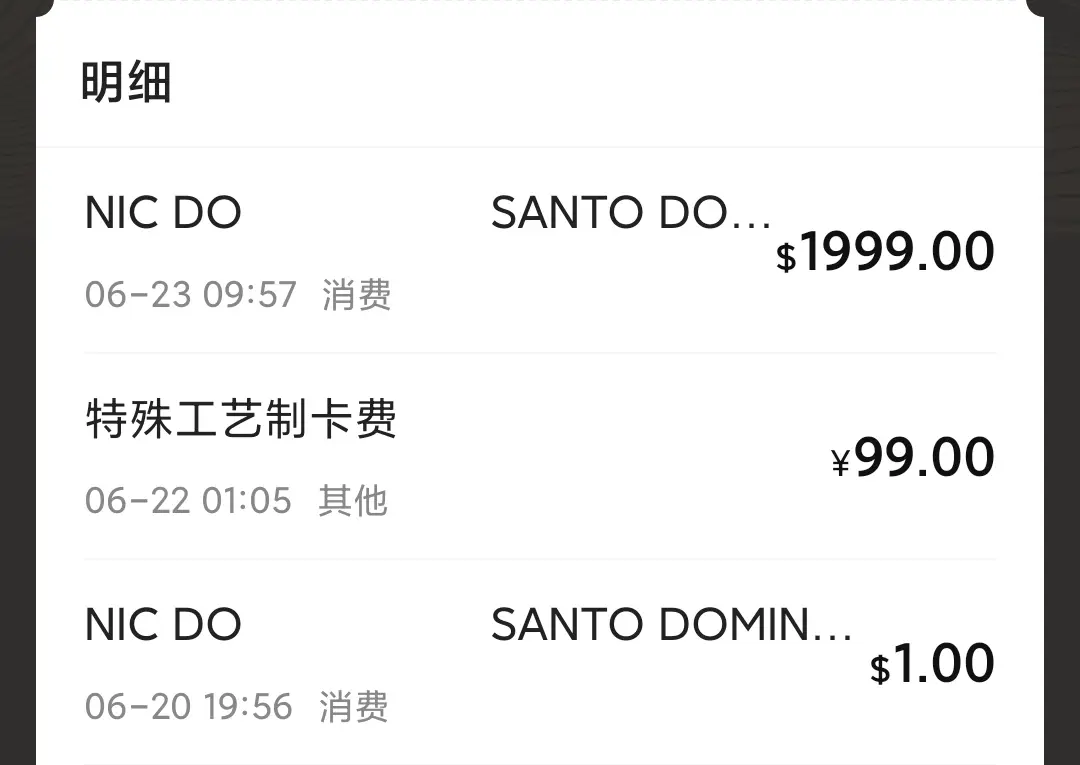 明细
NIC DO SANTO DO...
$1999.00
06-23 09:57 消费
特殊工艺制卡费
¥99.00
06-22 01:05 其他
NIC DO SANTO DOMIN...
$1.00
06-20 19:56 消费